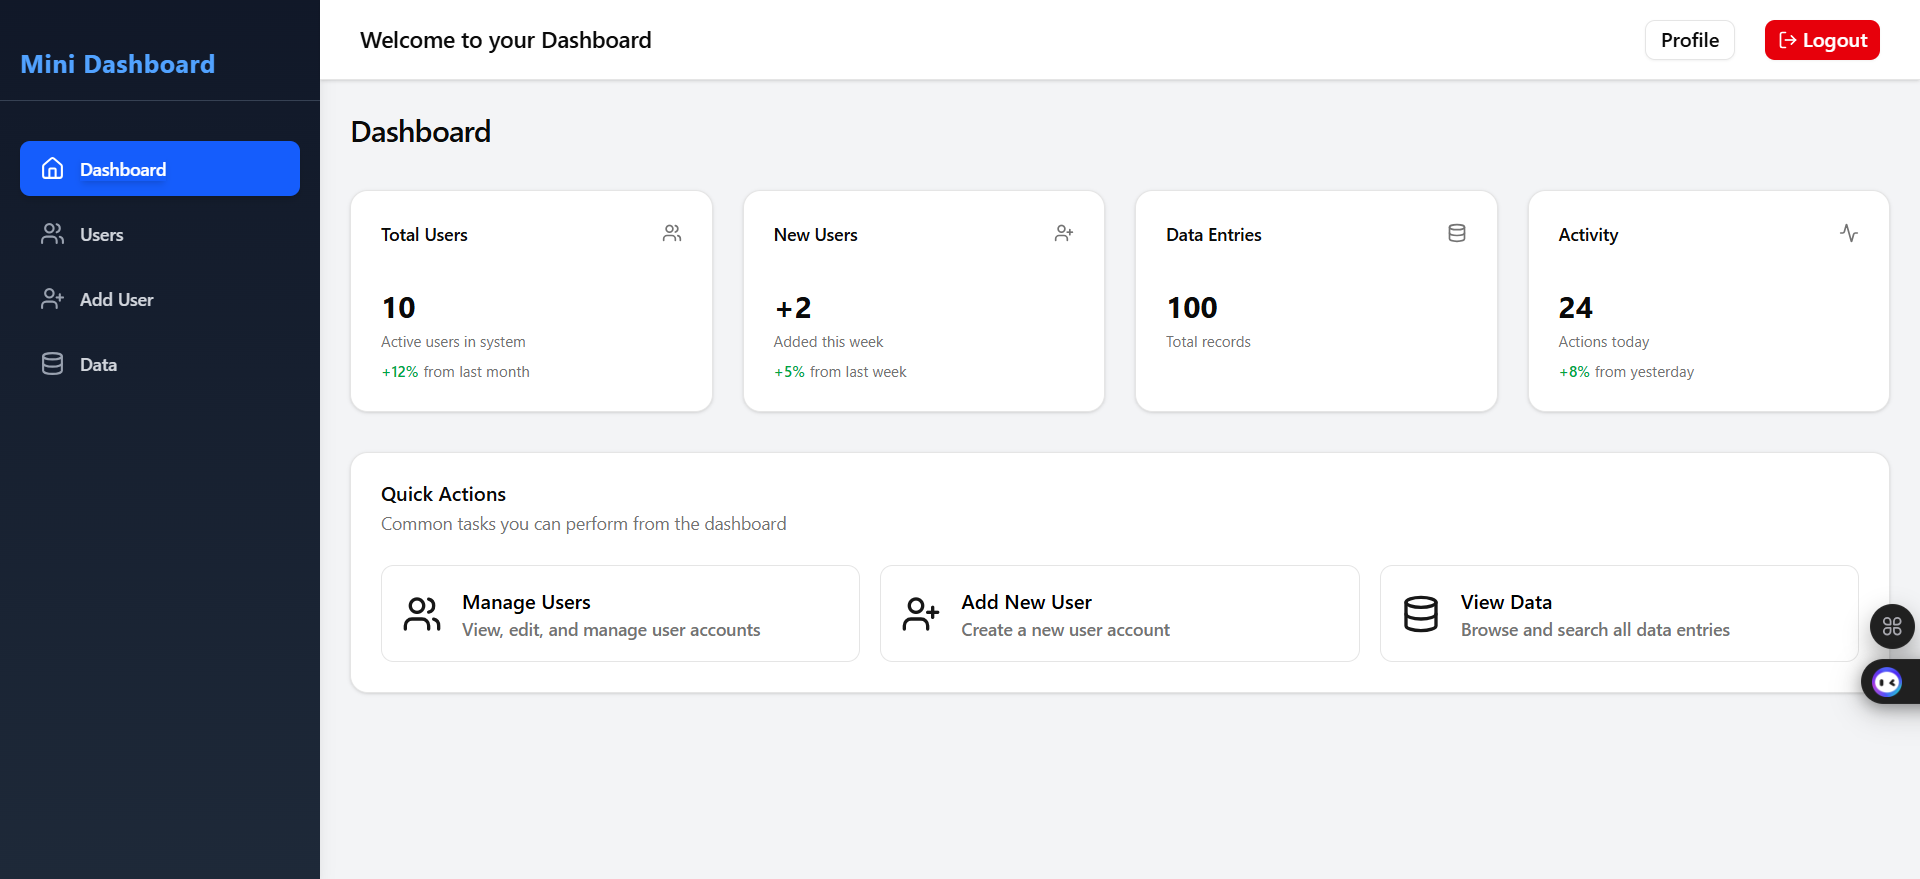 Mini Dashboard
Dashboard
Users
Add User
Data
Welcome to your Dashboard
Profile
Logout
Dashboard
Total Users
10
Active users in system
+12% from last month
New Users
+2
Added this week
+5% from last week
Data Entries
100
Total records
Activity
24
Actions today
+8% from yesterday
Quick Actions
Common tasks you can perform from the dashboard
Manage Users
View, edit, and manage user accounts
Add New User
Create a new user account
View Data
Browse and search all data entries